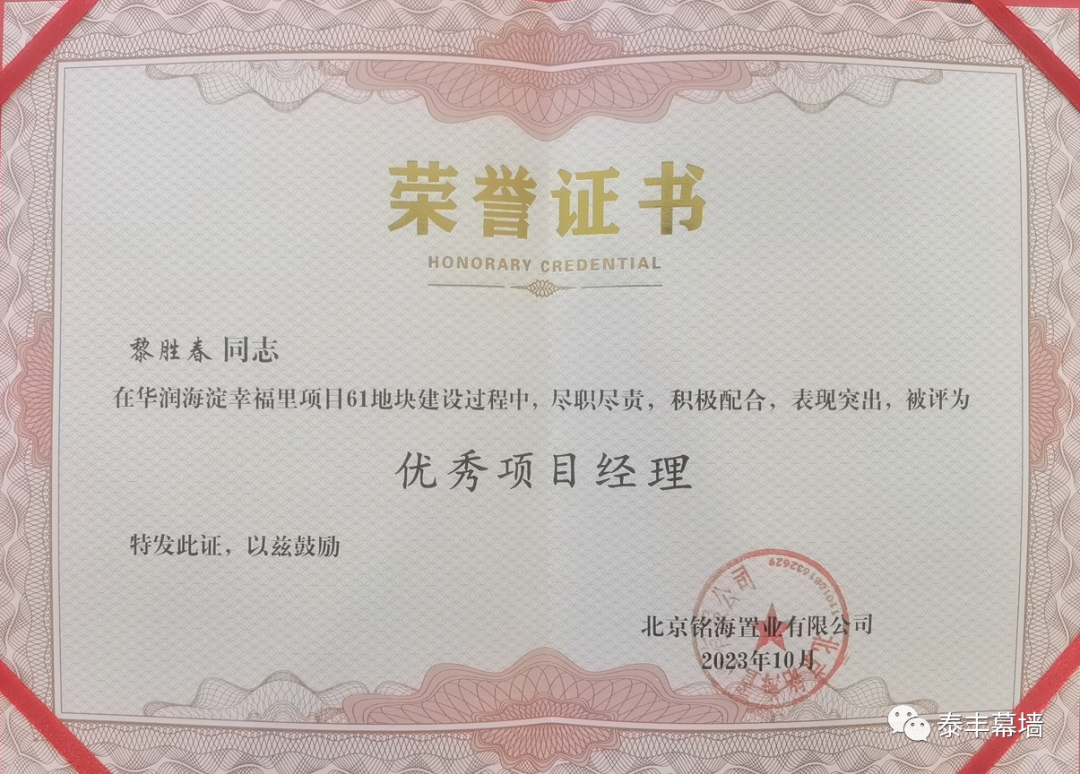 荣誉证书
HONORARY CREDENTIAL
黎胜春 同志
在华润海淀幸福里项目61地块建设过程中，尽职尽责，积极配合，表现突出，被评为
优秀项目经理
特发此证，以兹鼓励
北京铭海置业有限公司
2023年10月
泰丰幕墙